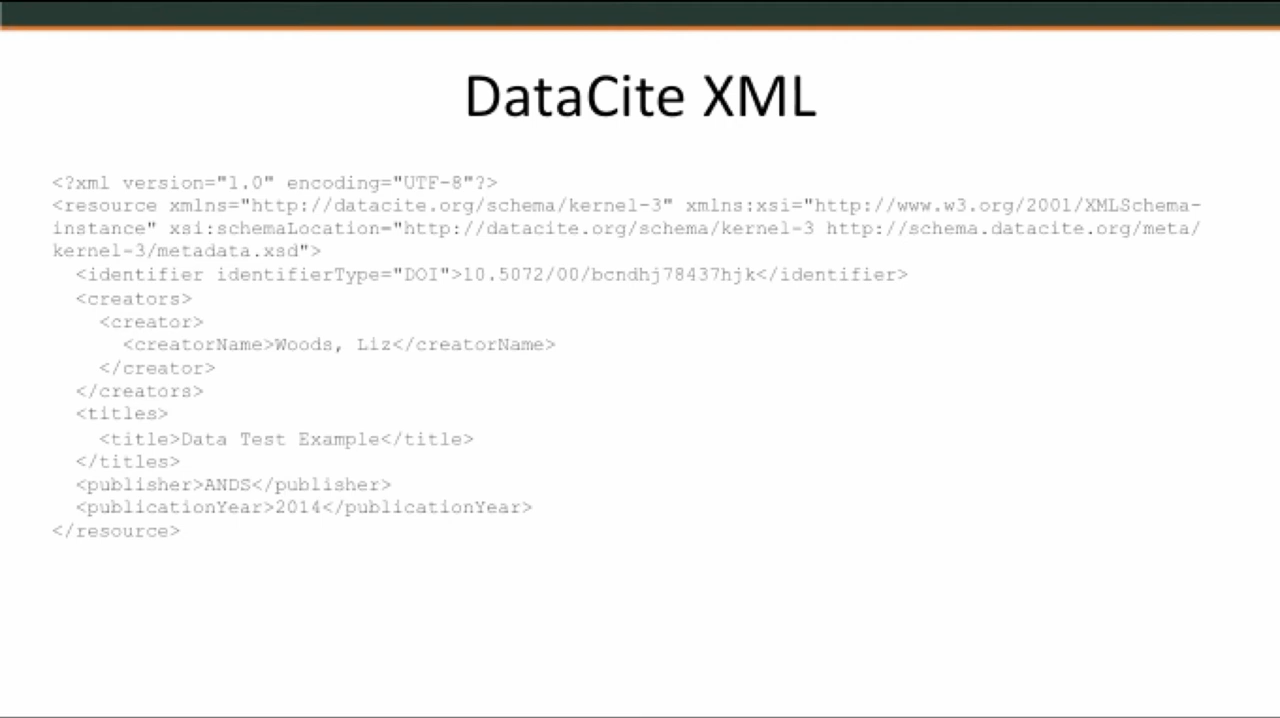 DataCite XML
<?xml version="1.0" encoding="UTF-8"?>
<resource xmlns="http://datacite.org/schema/kernel-3" xmlns:xsi="http://www.w3.org/2001/XMLSchema-
instance" xsi:schemaLocation="http://datacite.org/schema/kernel-3 http://schema.datacite.org/meta/
kernel-3/metadata.xsd">
  <identifier identifierType="DOI">10.5072/00/bcndhj78437hjk</identifier>
  <creators>
    <creator>
      <creatorName>Woods, Liz</creatorName>
    </creator>
  </creators>
  <titles>
    <title>Data Test Example</title>
  </titles>
  <publisher>ANDS</publisher>
  <publicationYear>2014</publicationYear>
</resource>